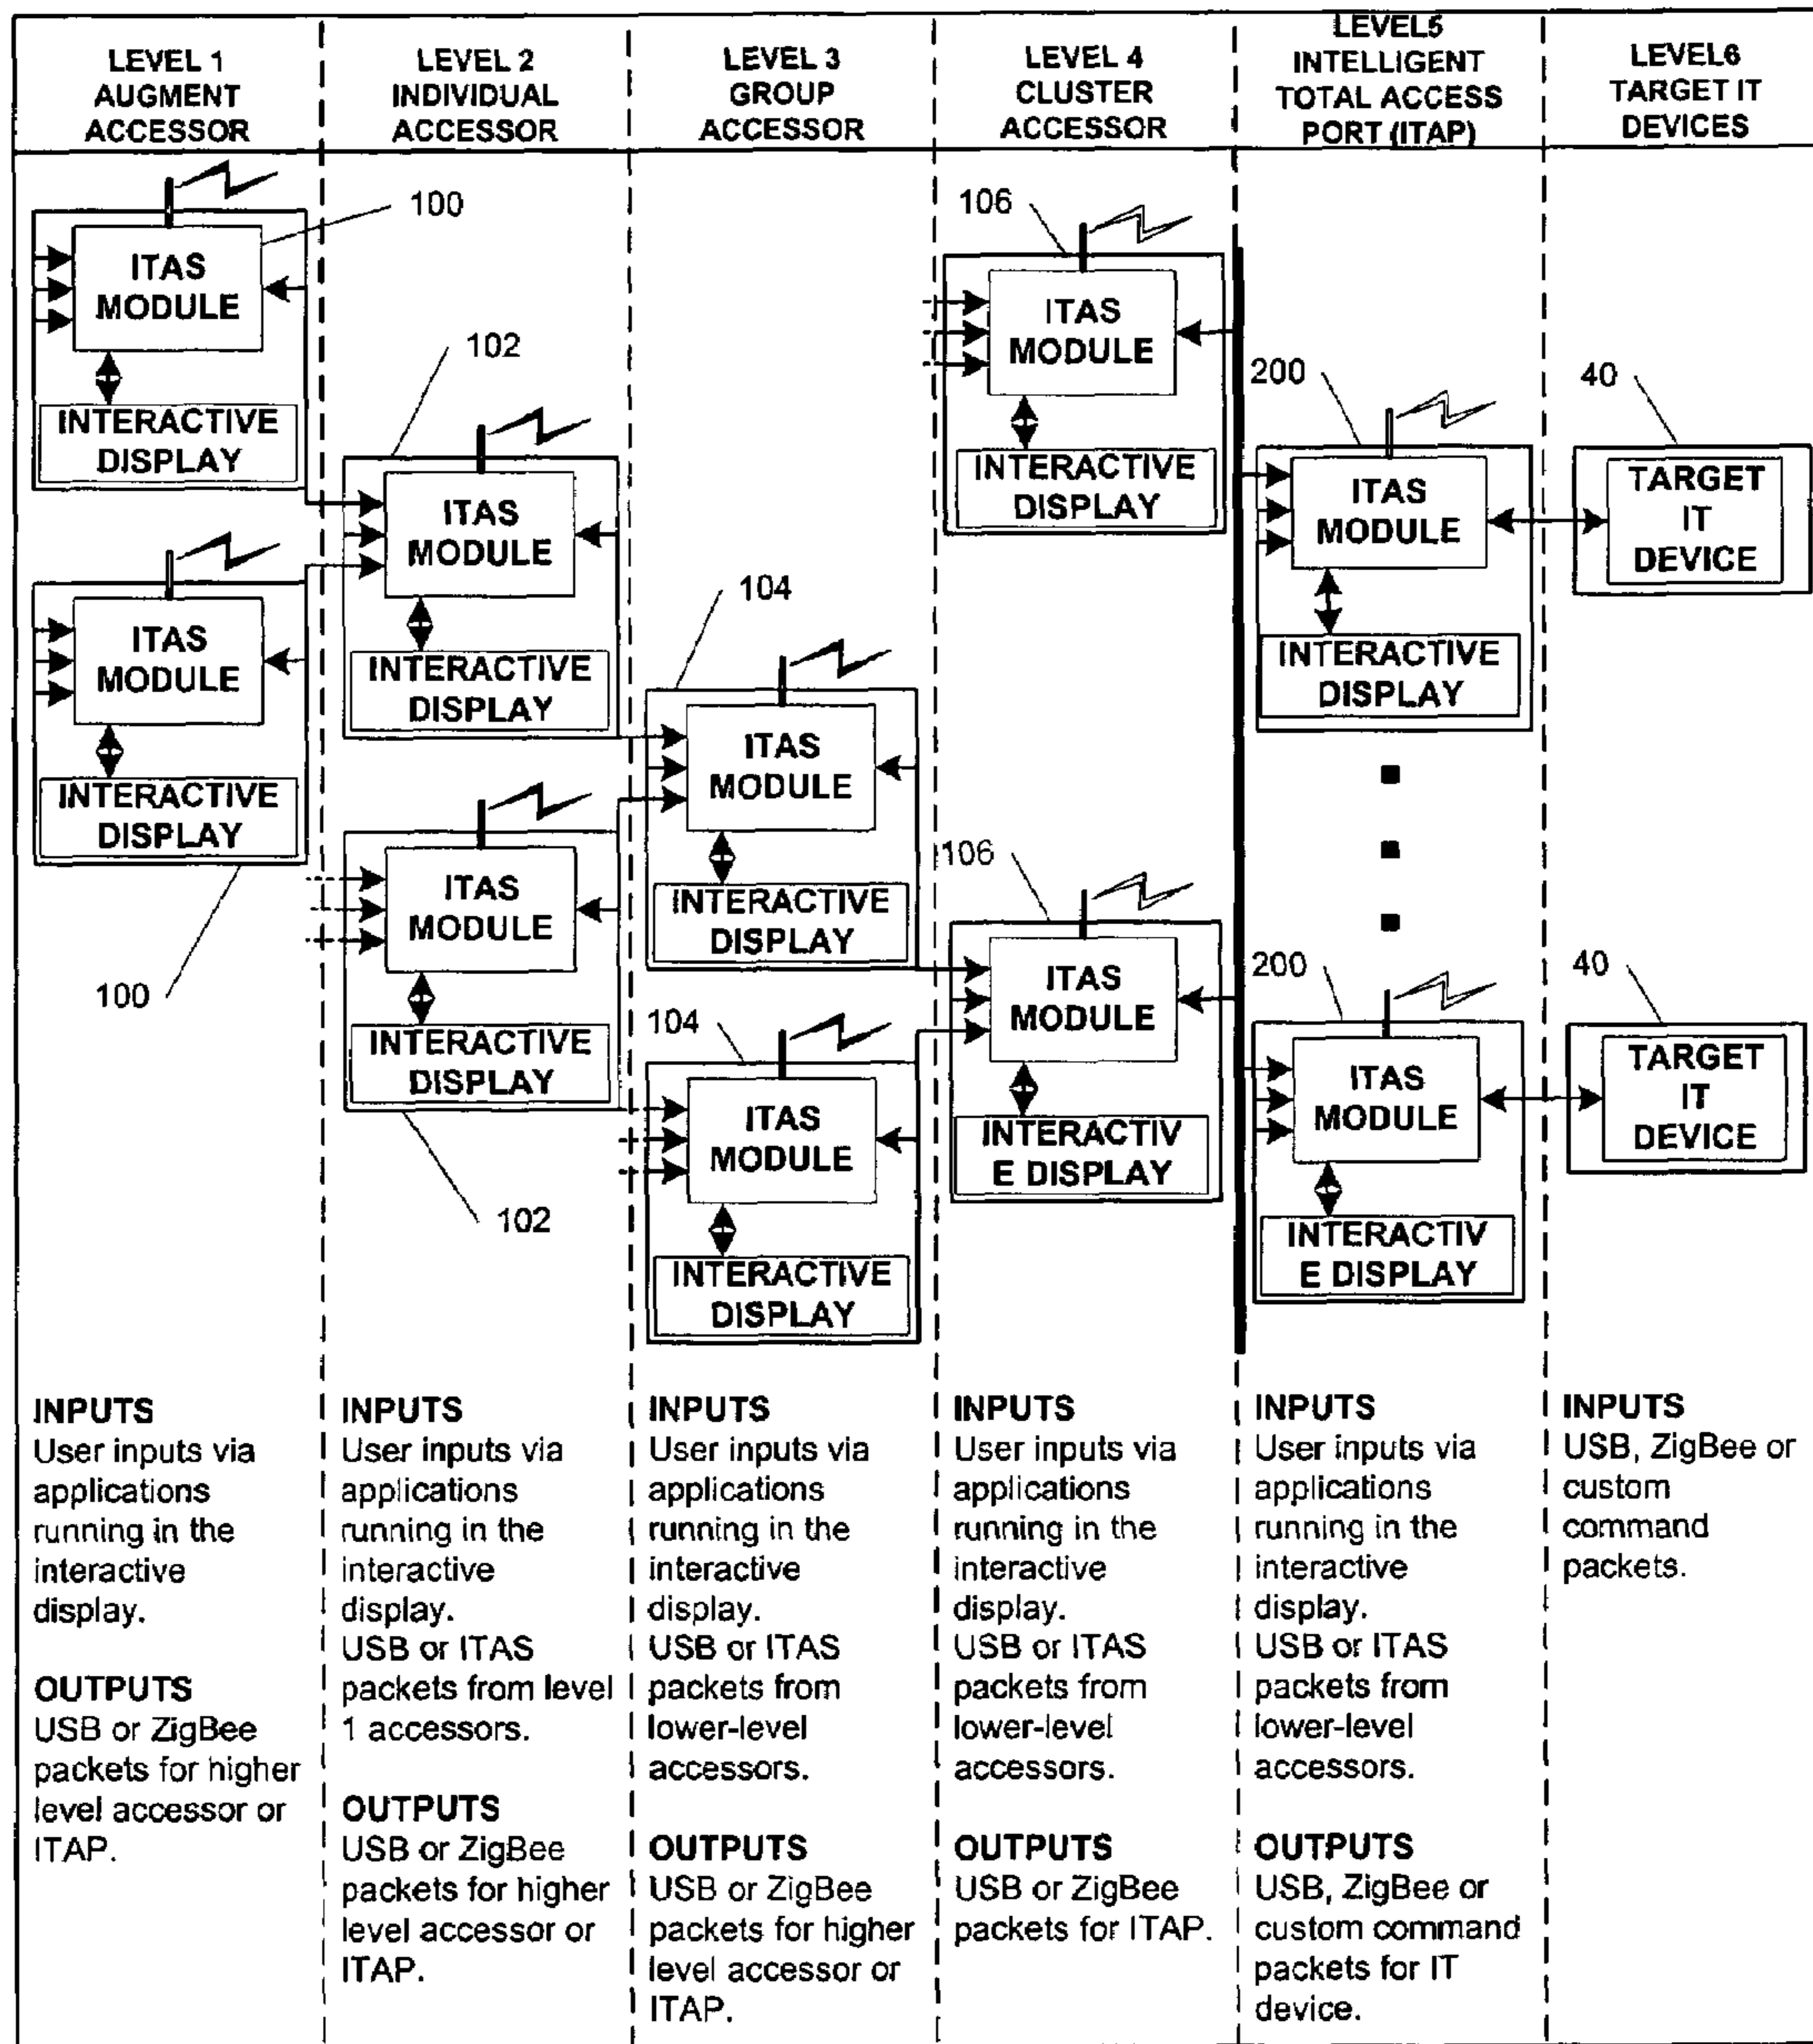 LEVEL 1
AUGMENT
ACCESSOR
LEVEL 2
INDIVIDUAL
ACCESSOR
LEVEL 3
GROUP
ACCESSOR
LEVEL 4
CLUSTER
ACCESSOR
LEVEL5
INTELLIGENT
TOTAL ACCESS
PORT (ITAP)
LEVEL6
TARGET IT
DEVICES
100
ITAS
MODULE
INTERACTIVE
DISPLAY
ITAS
MODULE
INTERACTIVE
DISPLAY
100
102
ITAS
MODULE
INTERACTIVE
DISPLAY
ITAS
MODULE
INTERACTIVE
DISPLAY
102
104
ITAS
MODULE
INTERACTIVE
DISPLAY
104
ITAS
MODULE
INTERACTIVE
DISPLAY
106
ITAS
MODULE
INTERACTIVE
DISPLAY
106
ITAS
MODULE
INTERACTIV
E DISPLAY
200
ITAS
MODULE
INTERACTIVE
DISPLAY
200
ITAS
MODULE
INTERACTIV
E DISPLAY
40
TARGET
IT
DEVICE
40
TARGET
IT
DEVICE
INPUTS
User inputs via
applications
running in the
interactive
display.
OUTPUTS
USB or ZigBee
packets for higher
level accessor or
ITAP.
INPUTS
User inputs via
applications
running in the
interactive
display.
USB or ITAS
packets from level
1 accessors.
OUTPUTS
USB or ZigBee
packets for higher
level accessor or
ITAP.
INPUTS
User inputs via
applications
running in the
interactive
display.
USB or ITAS
packets from
lower-level
accessors.
OUTPUTS
USB or ZigBee
packets for higher
level accessor or
ITAP.
INPUTS
User inputs via
applications
running in the
interactive
display.
USB or ITAS
packets from
lower-level
accessors.
OUTPUTS
USB or ZigBee
packets for ITAP.
INPUTS
User inputs via
applications
running in the
interactive
display.
USB or ITAS
packets from
lower-level
accessors.
OUTPUTS
USB, ZigBee or
custom command
packets for IT
device.
INPUTS
USB, ZigBee or
custom
command
packets.